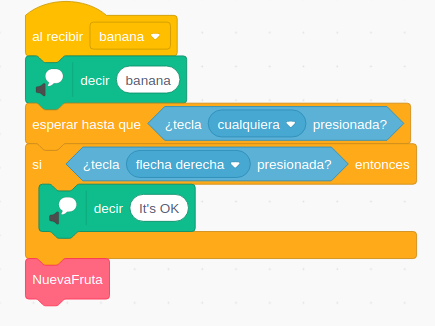 al recibir banana
decir banana
esperar hasta que ¿tecla cualquiera presionada?
si ¿tecla flecha derecha presionada? entonces
decir It's OK
NuevaFruta